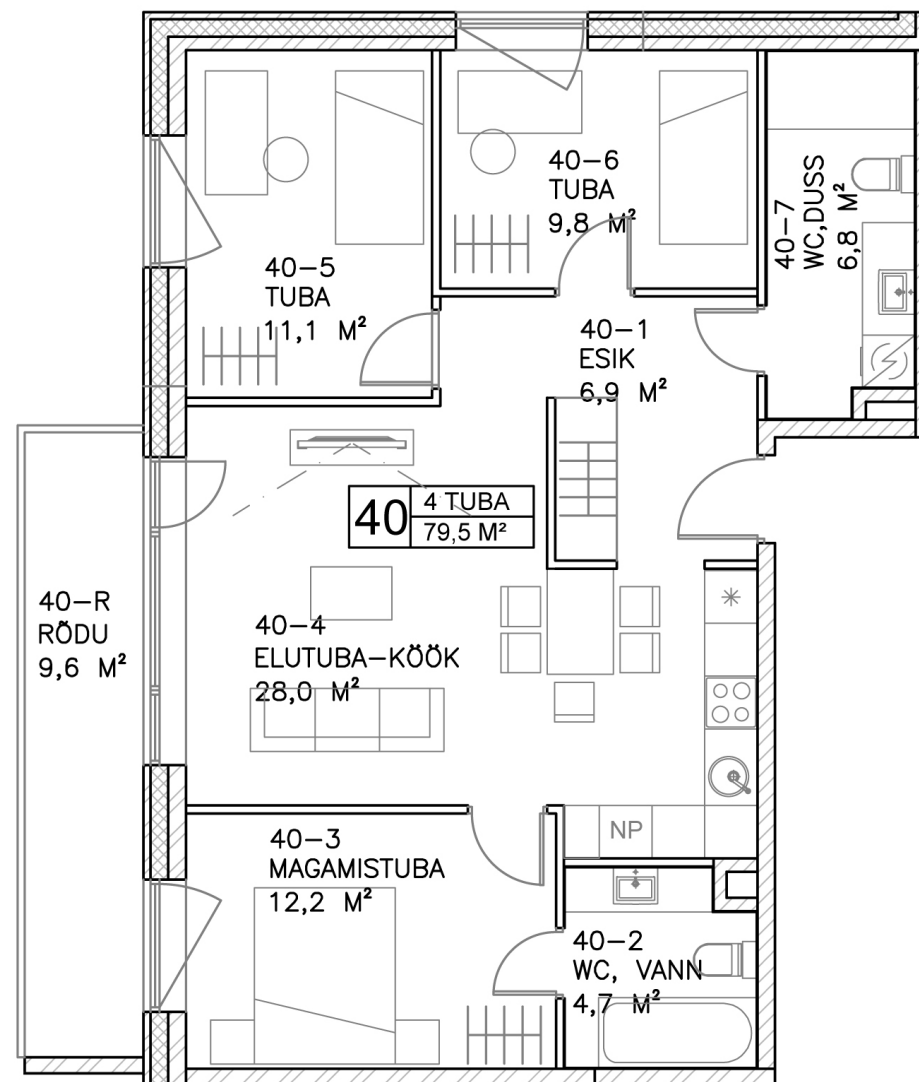 40-6
TUBA
9,8 M²
40-7
WC,DUSS
6,8 M²
40-5
TUBA
11,1 M²
40-1
ESIK
6,9 M²
40
4 TUBA
79,5 M²
40-R
RÕDU
9,6 M²
40-4
ELUTUBA-KÖÖK
28,0 M²
NP
40-3
MAGAMISTUBA
12,2 M²
40-2
WC, VANN
4,7 M²